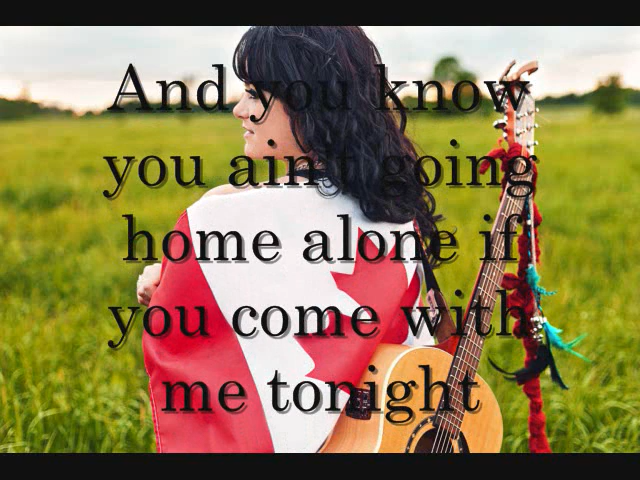 And you know
you ain't going
home alone if
you come with
me tonight